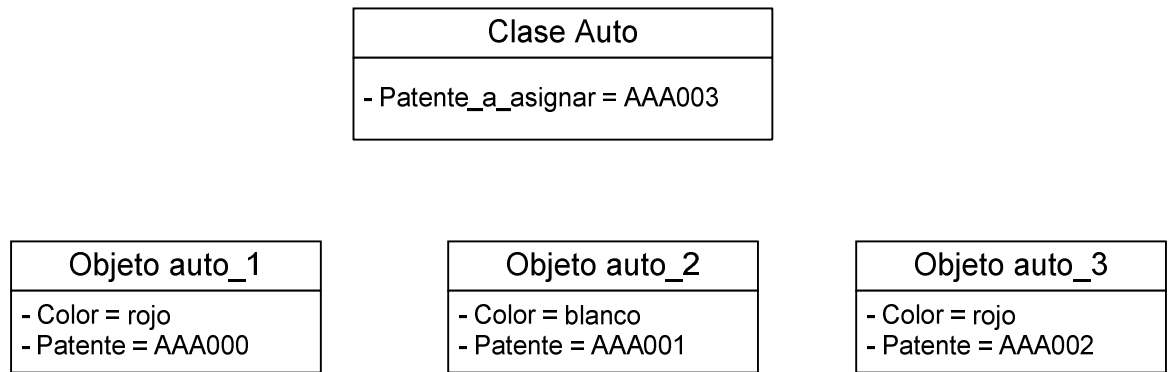 Clase Auto
- Patente_a_asignar = AAA003
Objeto auto_1
- Color = rojo
- Patente = AAA000
Objeto auto_2
- Color = blanco
- Patente = AAA001
Objeto auto_3
- Color = rojo
- Patente = AAA002